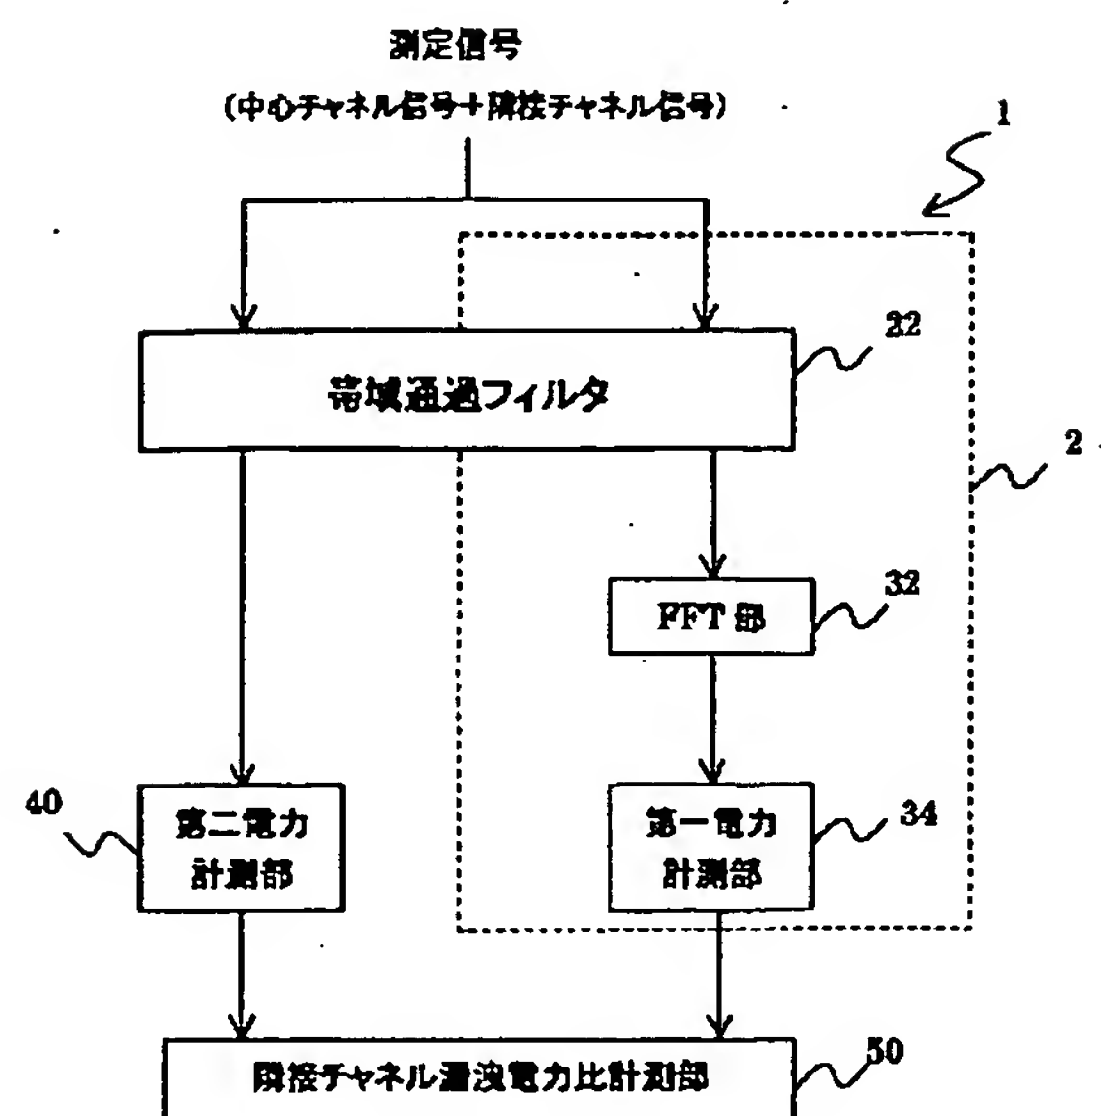 測定信号
(中心チャネル信号+隣接チャネル信号)
1
22
帯域通過フィルタ
2
32
FFT 部
40
第二電力
計測部
第一電力
計測部
34
50
隣接チャネル漏洩電力比計測部